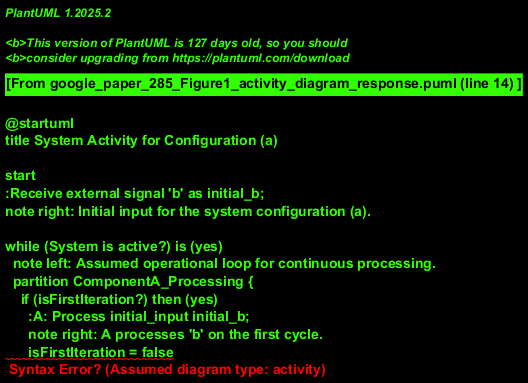 PlantUML 1.2025.2
<b>This version of PlantUML is 127 days old, so you should
<b>consider upgrading from https://plantuml.com/download
[From google_paper_285_Figure1_activity_diagram_response.puml (line 14) ]
@startuml
title System Activity for Configuration (a)
start
:Receive external signal 'b' as initial_b;
note right: Initial input for the system configuration (a).
while (System is active?) is (yes)
note left: Assumed operational loop for continuous processing.
partition ComponentA_Processing {
if (isFirstIteration?) then (yes)
:A: Process initial_input initial_b;
note right: A processes 'b' on the first cycle.
isFirstIteration = false
Syntax Error? (Assumed diagram type: activity)